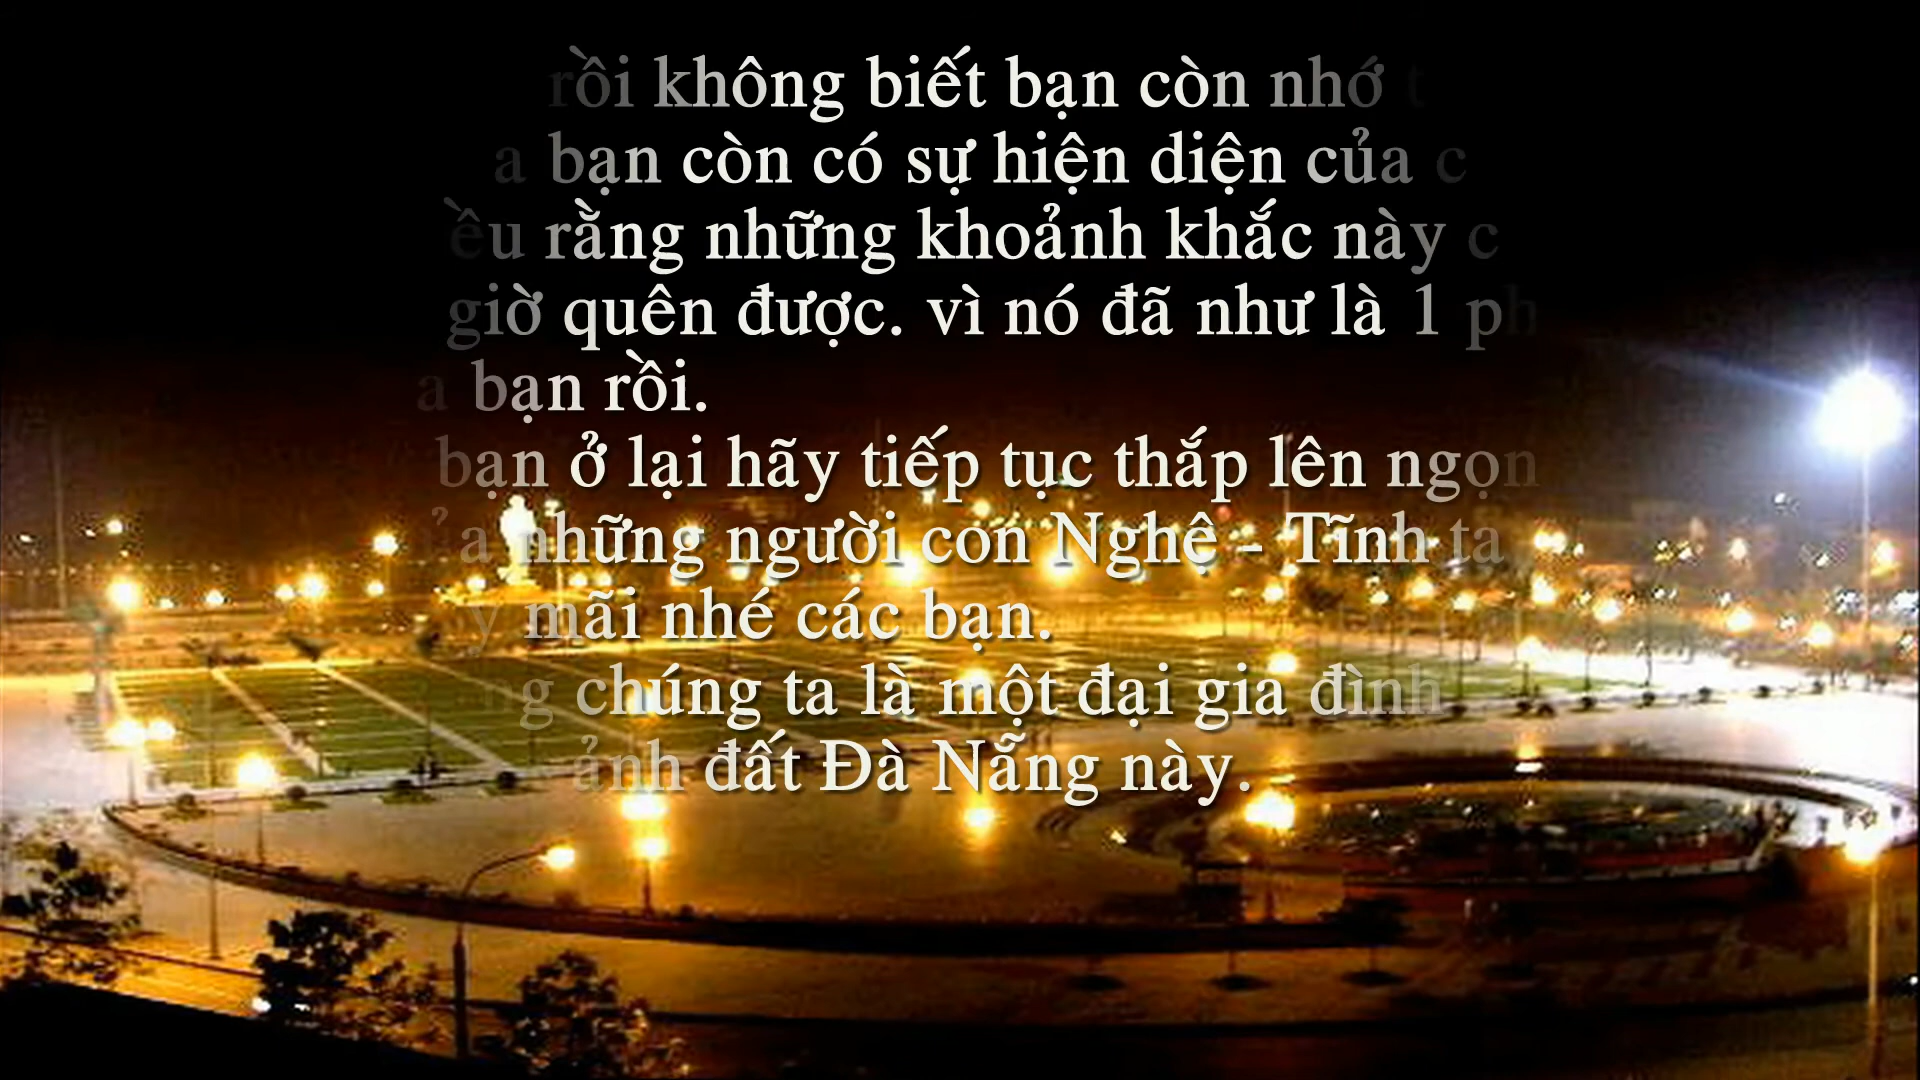 rồi không biết bạn còn nhớ
bạn còn có sự hiện diện của
rằng những khoảnh khắc này
giờ quên được. vì nó đã như là 1
bạn rồi.
bạn ở lại hãy tiếp tục thắp lên ngọn
những người con Nghệ - Tĩnh ta
mãi nhé các bạn.
chúng ta là một đại gia đình
đất Đà Nẵng này.